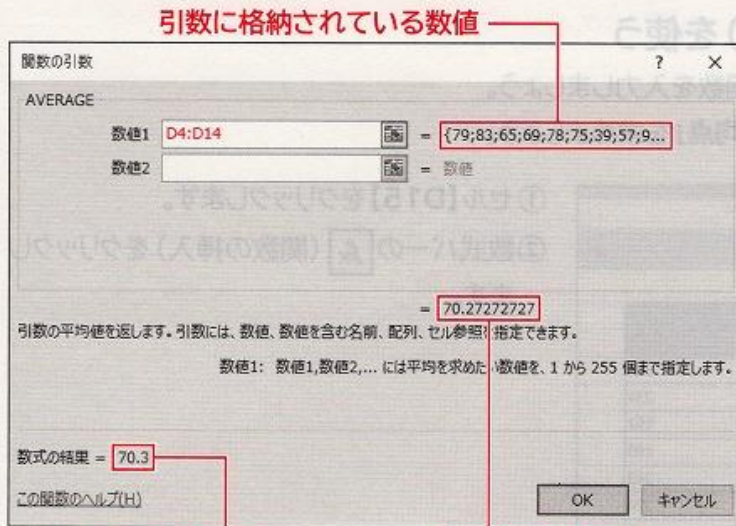 引数に格納されている数値
関数の引数
? ×
AVERAGE
数値1 D4:D14 = {79;83;65;69;78;75;39;57;9...
数値2 = 数値
= 70.27272727
引数の平均値を返します。引数には、数値、数値を含む名前、配列、セル参照を指定できます。
数値1: 数値1,数値2,... には平均を求めたい数値を、1 から 255 個まで指定します。
数式の結果 = 70.3
この関数のヘルプ(H)
OK キャンセル